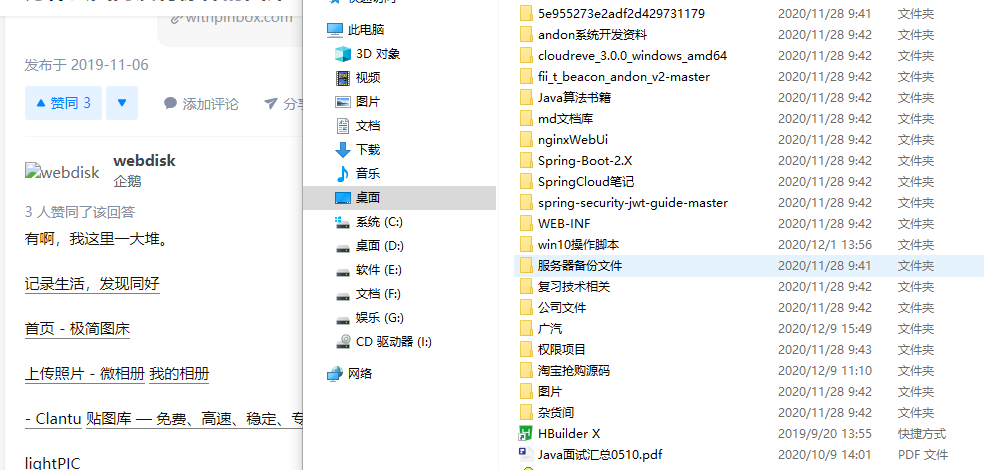 withpinbox.com
发布于 2019-11-06
赞同 3
添加评论
webdisk
webdisk
企鹅
3 人赞同了该回答
有啊，我这里一大堆。
记录生活，发现同好
首页 - 极简图床
上传照片 - 微相册 我的相册
- Clantu 贴图库 — 免费、高速、稳定、专
lightPIC
此电脑
3D 对象
视频
图片
文档
下载
音乐
桌面
系统 (C:)
桌面 (D:)
软件 (E:)
文档 (F:)
娱乐 (G:)
CD 驱动器 (I:)
网络
5e955273e2adf2d429731179 2020/11/28 9:41 文件夹
andon系统开发资料 2020/11/28 9:42 文件夹
cloudreve_3.0.0_windows_amd64 2020/11/28 9:42 文件夹
fii_t_beacon_andon_v2-master 2020/11/28 9:42 文件夹
Java算法书籍 2020/11/28 9:42 文件夹
md文档库 2020/11/28 9:42 文件夹
nginxWebUi 2020/11/28 9:42 文件夹
Spring-Boot-2.X 2020/11/28 9:42 文件夹
SpringCloud笔记 2020/11/28 9:42 文件夹
spring-security-jwt-guide-master 2020/11/28 9:42 文件夹
WEB-INF 2020/11/28 9:42 文件夹
win10操作脚本 2020/12/1 13:56 文件夹
服务器备份文件 2020/11/28 9:41 文件夹
复习技术相关 2020/11/28 9:42 文件夹
公司文件 2020/11/28 9:42 文件夹
广汽 2020/12/9 15:49 文件夹
权限项目 2020/11/28 9:43 文件夹
淘宝抢购源码 2020/12/9 11:10 文件夹
图片 2020/11/28 9:42 文件夹
杂货间 2020/11/28 9:42 文件夹
HBuilder X 2019/9/20 13:55 快捷方式
Java面试汇总0510.pdf 2020/10/9 14:01 PDF 文件